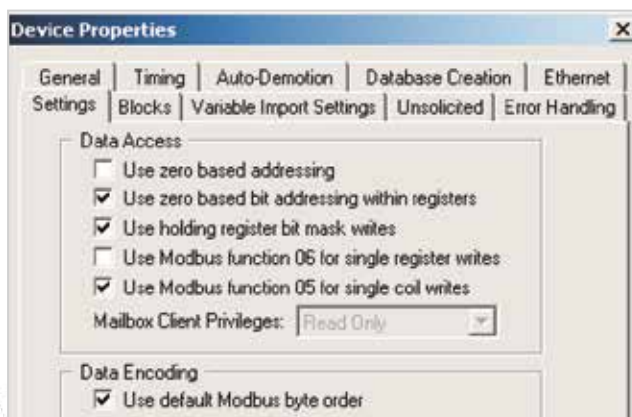 Device Properties
General Timing Auto-Demotion Database Creation Ethernet
Settings Blocks Variable Import Settings Unsolicited Error Handling
Data Access
Use zero based addressing
Use zero based bit addressing within registers
Use holding register bit mask writes
Use Modbus function 06 for single register writes
Use Modbus function 05 for single coil writes
Mailbox Client Privileges: Read Only
Data Encoding
Use default Modbus byte order